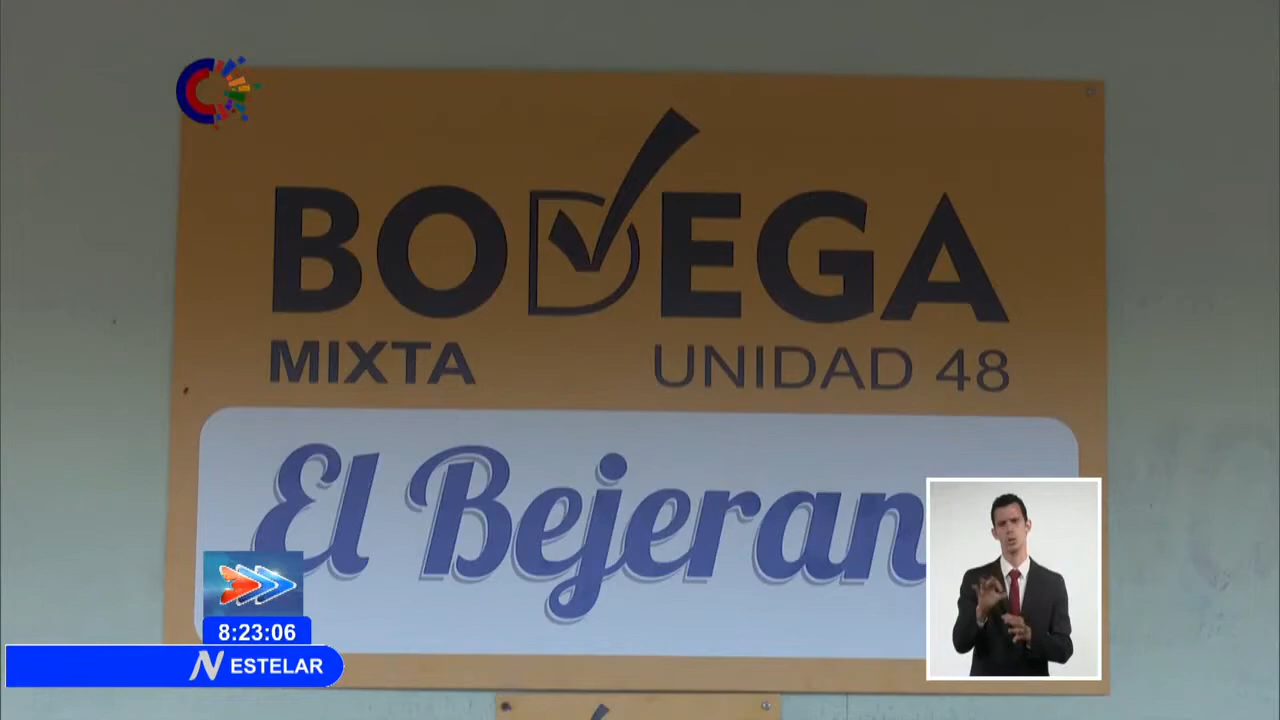 BODEGA
MIXTA UNIDAD 48
El Bejeran
8:23:06
N ESTELAR